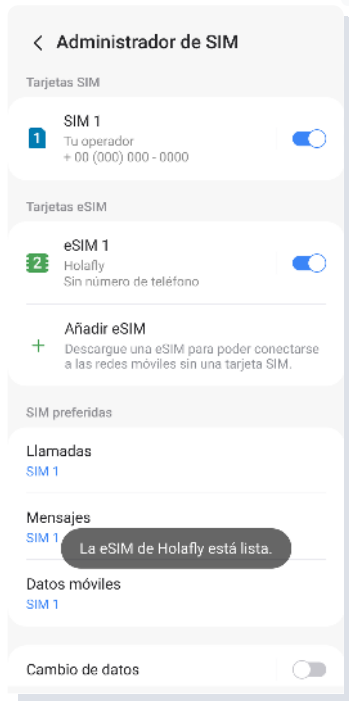 Administrador de SIM
Tarjetas SIM
1
SIM 1
Tu operador
+ 00 (000) 000 - 0000
Tarjetas eSIM
2
eSIM 1
Holafly
Sin número de teléfono
+
Añadir eSIM
Descargue una eSIM para poder conectarse
a las redes móviles sin una tarjeta SIM.
SIM preferidas
Llamadas
SIM 1
Mensajes
SIM 1
La eSIM de Holafly está lista.
Datos móviles
SIM 1
Cambio de datos